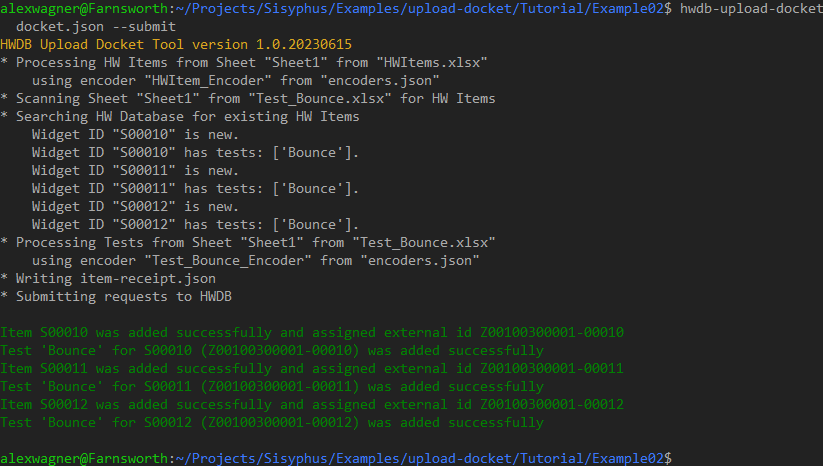 alexwagner@Farnsworth:~/Projects/Sisyphus/Examples/upload-docket/Tutorial/Example02$ hwdb-upload-docket
  docket.json --submit
HWDB Upload Docket Tool version 1.0.20230615
* Processing HW Items from Sheet "Sheet1" from "HWItems.xlsx"
    using encoder "HWItem_Encoder" from "encoders.json"
* Scanning Sheet "Sheet1" from "Test_Bounce.xlsx" for HW Items
* Searching HW Database for existing HW Items
    Widget ID "S00010" is new.
    Widget ID "S00010" has tests: ['Bounce'].
    Widget ID "S00011" is new.
    Widget ID "S00011" has tests: ['Bounce'].
    Widget ID "S00012" is new.
    Widget ID "S00012" has tests: ['Bounce'].
* Processing Tests from Sheet "Sheet1" from "Test_Bounce.xlsx"
    using encoder "Test_Bounce_Encoder" from "encoders.json"
* Writing item-receipt.json
* Submitting requests to HWDB
Item S00010 was added successfully and assigned external id Z00100300001-00010
Test 'Bounce' for S00010 (Z00100300001-00010) was added successfully
Item S00011 was added successfully and assigned external id Z00100300001-00011
Test 'Bounce' for S00011 (Z00100300001-00011) was added successfully
Item S00012 was added successfully and assigned external id Z00100300001-00012
Test 'Bounce' for S00012 (Z00100300001-00012) was added successfully
alexwagner@Farnsworth:~/Projects/Sisyphus/Examples/upload-docket/Tutorial/Example02$